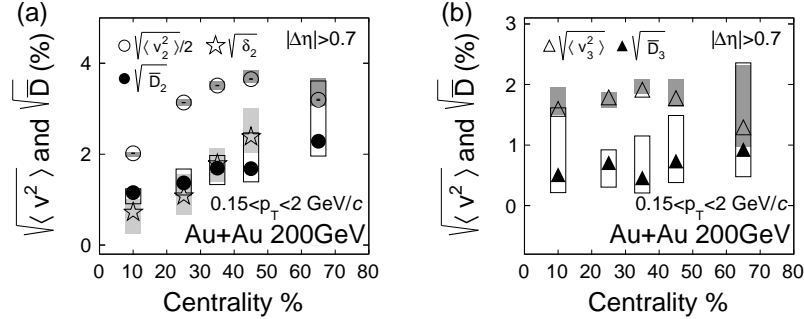 (a)
√⟨v² ⟩ and √D̅ (%)
○ √⟨ v₂² ⟩/2 ☆ √δ₂
● √D̅₂
|Δη|>0.7
4
2
0
0.15<p_T<2 GeV/c
Au+Au 200GeV
0 10 20 30 40 50 60 70 80
Centrality %
(b)
√⟨v² ⟩ and √D̅ (%)
|Δη|>0.7
△ √⟨ v₃² ⟩ ▲ √D̅₃
3
2
1
0
0.15<p_T<2 GeV/c
Au+Au 200GeV
0 10 20 30 40 50 60 70 80
Centrality %